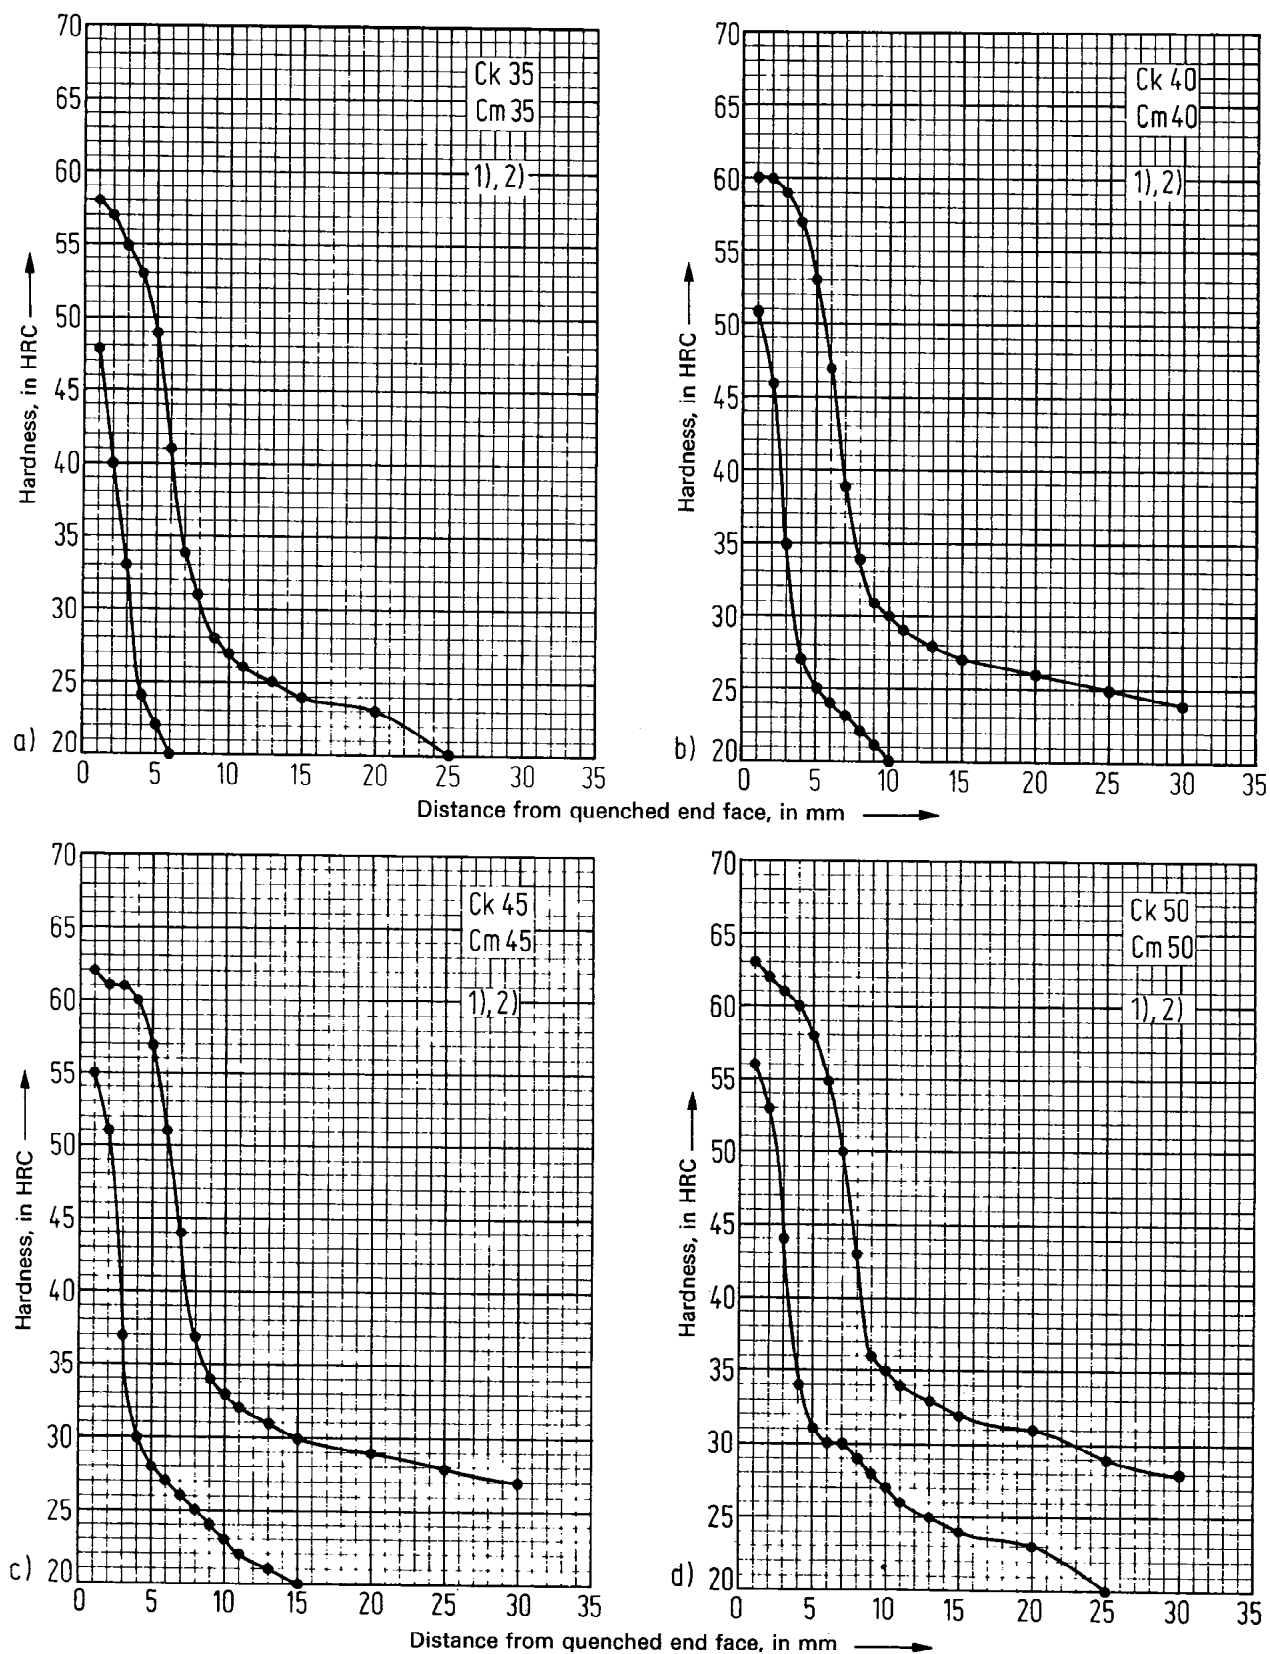 70
65
60
55
50
45
40
35
30
25
20
Hardness, in HRC
Ck 35
Cm 35
1), 2)
a)
0 5 10 15 20 25 30 35
70
65
60
55
50
45
40
35
30
25
20
Hardness, in HRC
Ck 40
Cm 40
1), 2)
b)
0 5 10 15 20 25 30 35
Distance from quenched end face, in mm
70
65
60
55
50
45
40
35
30
25
20
Hardness, in HRC
Ck 45
Cm 45
1), 2)
c)
0 5 10 15 20 25 30 35
70
65
60
55
50
45
40
35
30
25
20
Hardness, in HRC
Ck 50
Cm 50
1), 2)
d)
0 5 10 15 20 25 30 35
Distance from quenched end face, in mm